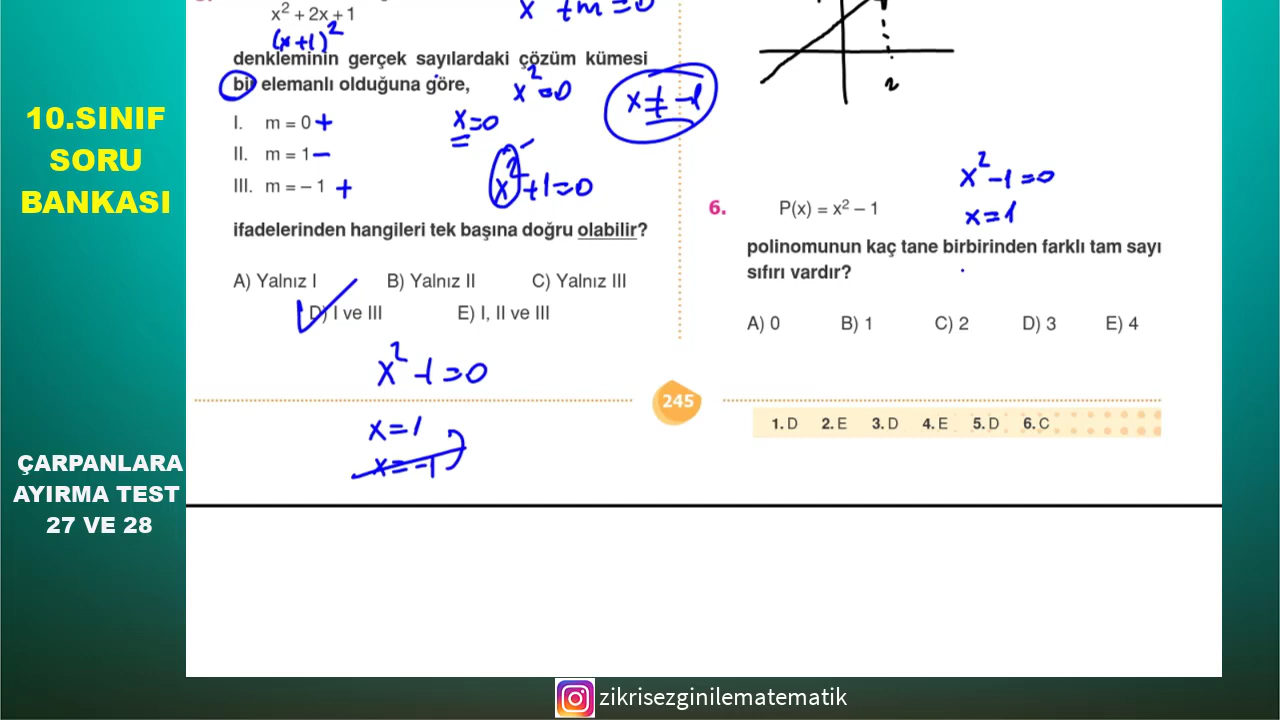 10.SINIF
SORU
BANKASI
ÇARPANLARA
AYIRMA TEST
27 VE 28
x² + 2x + 1
(x+1)²
x² + m = 0
denkleminin gerçek sayılardaki çözüm kümesi
bir elemanlı olduğuna göre,
x² = 0
x ≠ -1
I. m = 0 +
x = 0
II. m = 1 –
III. m = – 1 +
x² + 1 = 0
ifadelerinden hangileri tek başına doğru olabilir?
A) Yalnız I B) Yalnız II C) Yalnız III
D) I ve III E) I, II ve III
x² - 1 = 0
x = 1
x = -1
2
x² - 1 = 0
x = 1
6. P(x) = x² – 1
polinomunun kaç tane birbirinden farklı tam sayı
sıfırı vardır?
A) 0 B) 1 C) 2 D) 3 E) 4
245
1. D 2. E 3. D 4. E 5. D 6. C
zikrisezginilematematik